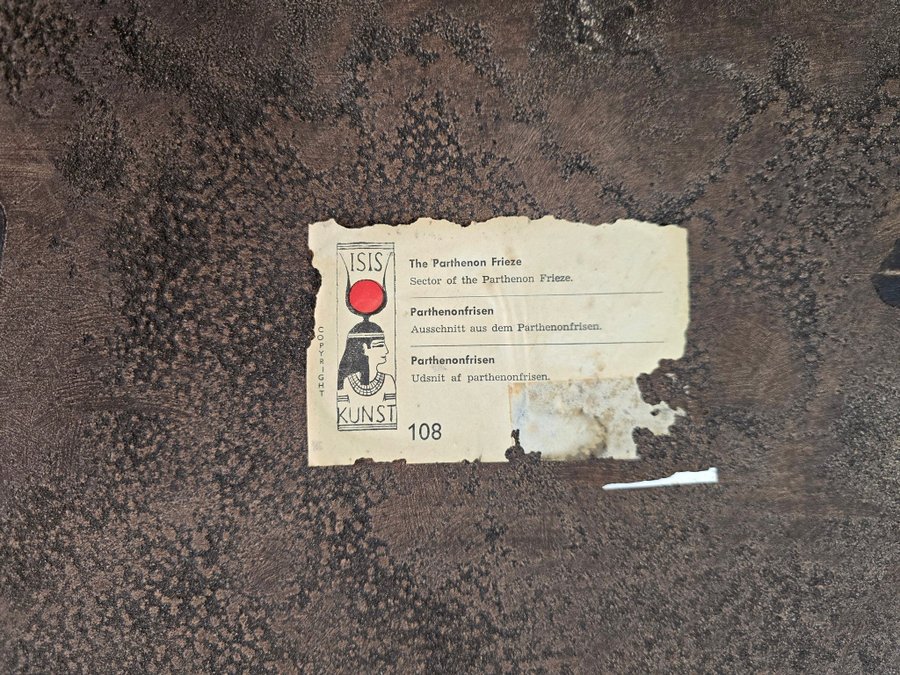 ISIS
COPYRIGHT
KUNST
The Parthenon Frieze
Sector of the Parthenon Frieze.
Parthenonfrisen
Ausschnitt aus dem Parthenonfrisen.
Parthenonfrisen
Udsnit af parthenonfrisen.
108